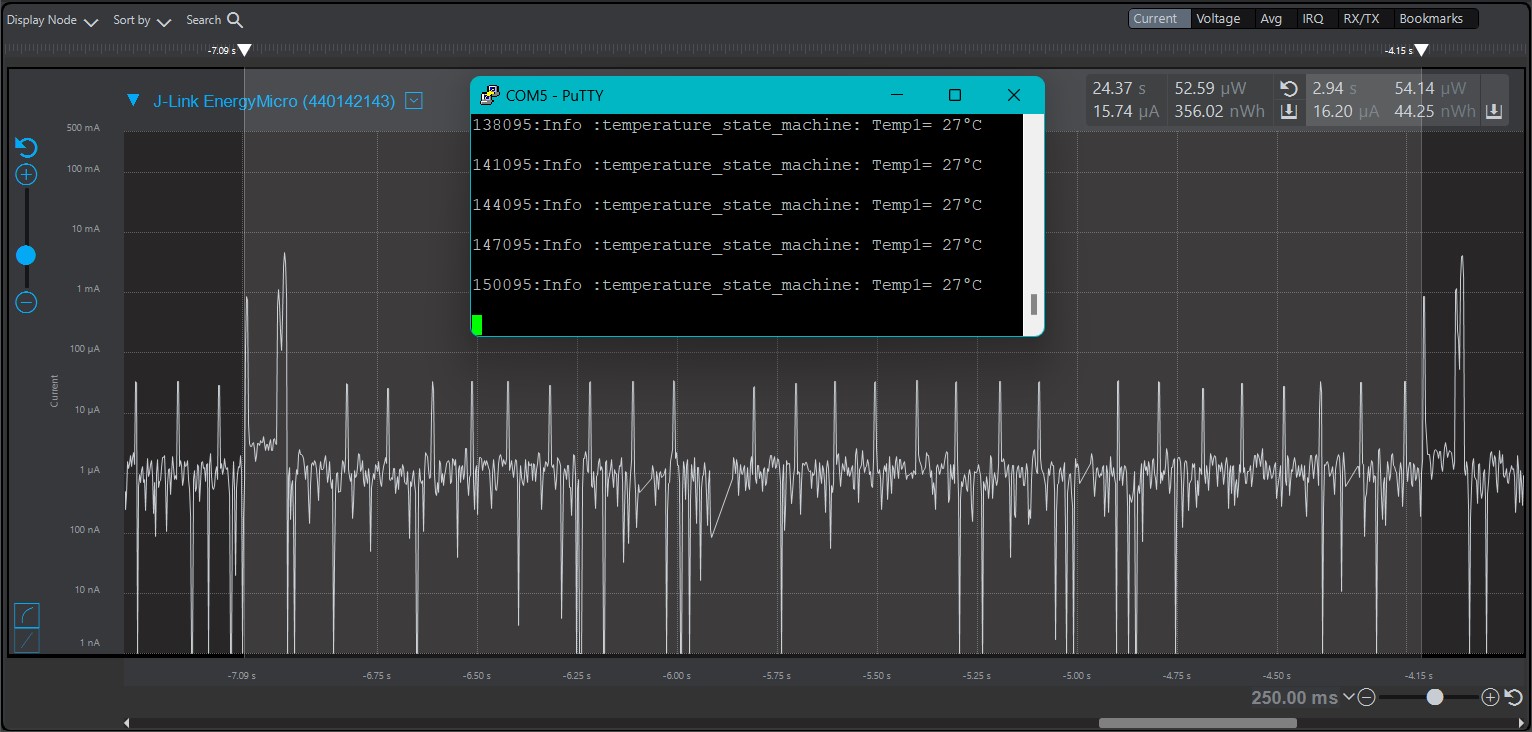 Display Node Sort by Search Current Voltage Avg IRQ RX/TX Bookmarks
-7.09 s -4.15 s
J-Link EnergyMicro (440142143)
24.37 s 52.59 µW 2.94 s 54.14 µW
15.74 µA 356.02 nWh 16.20 µA 44.25 nWh
COM5 - PuTTY
138095:Info :temperature_state_machine: Temp1= 27°C
141095:Info :temperature_state_machine: Temp1= 27°C
144095:Info :temperature_state_machine: Temp1= 27°C
147095:Info :temperature_state_machine: Temp1= 27°C
150095:Info :temperature_state_machine: Temp1= 27°C
500 mA
100 mA
10 mA
1 mA
100 µA
10 µA
1 µA
100 nA
10 nA
1 nA
Current
-7.09 s -6.75 s -6.50 s -6.25 s -6.00 s -5.75 s -5.50 s -5.25 s -5.00 s -4.75 s -4.50 s -4.15 s
250.00 ms